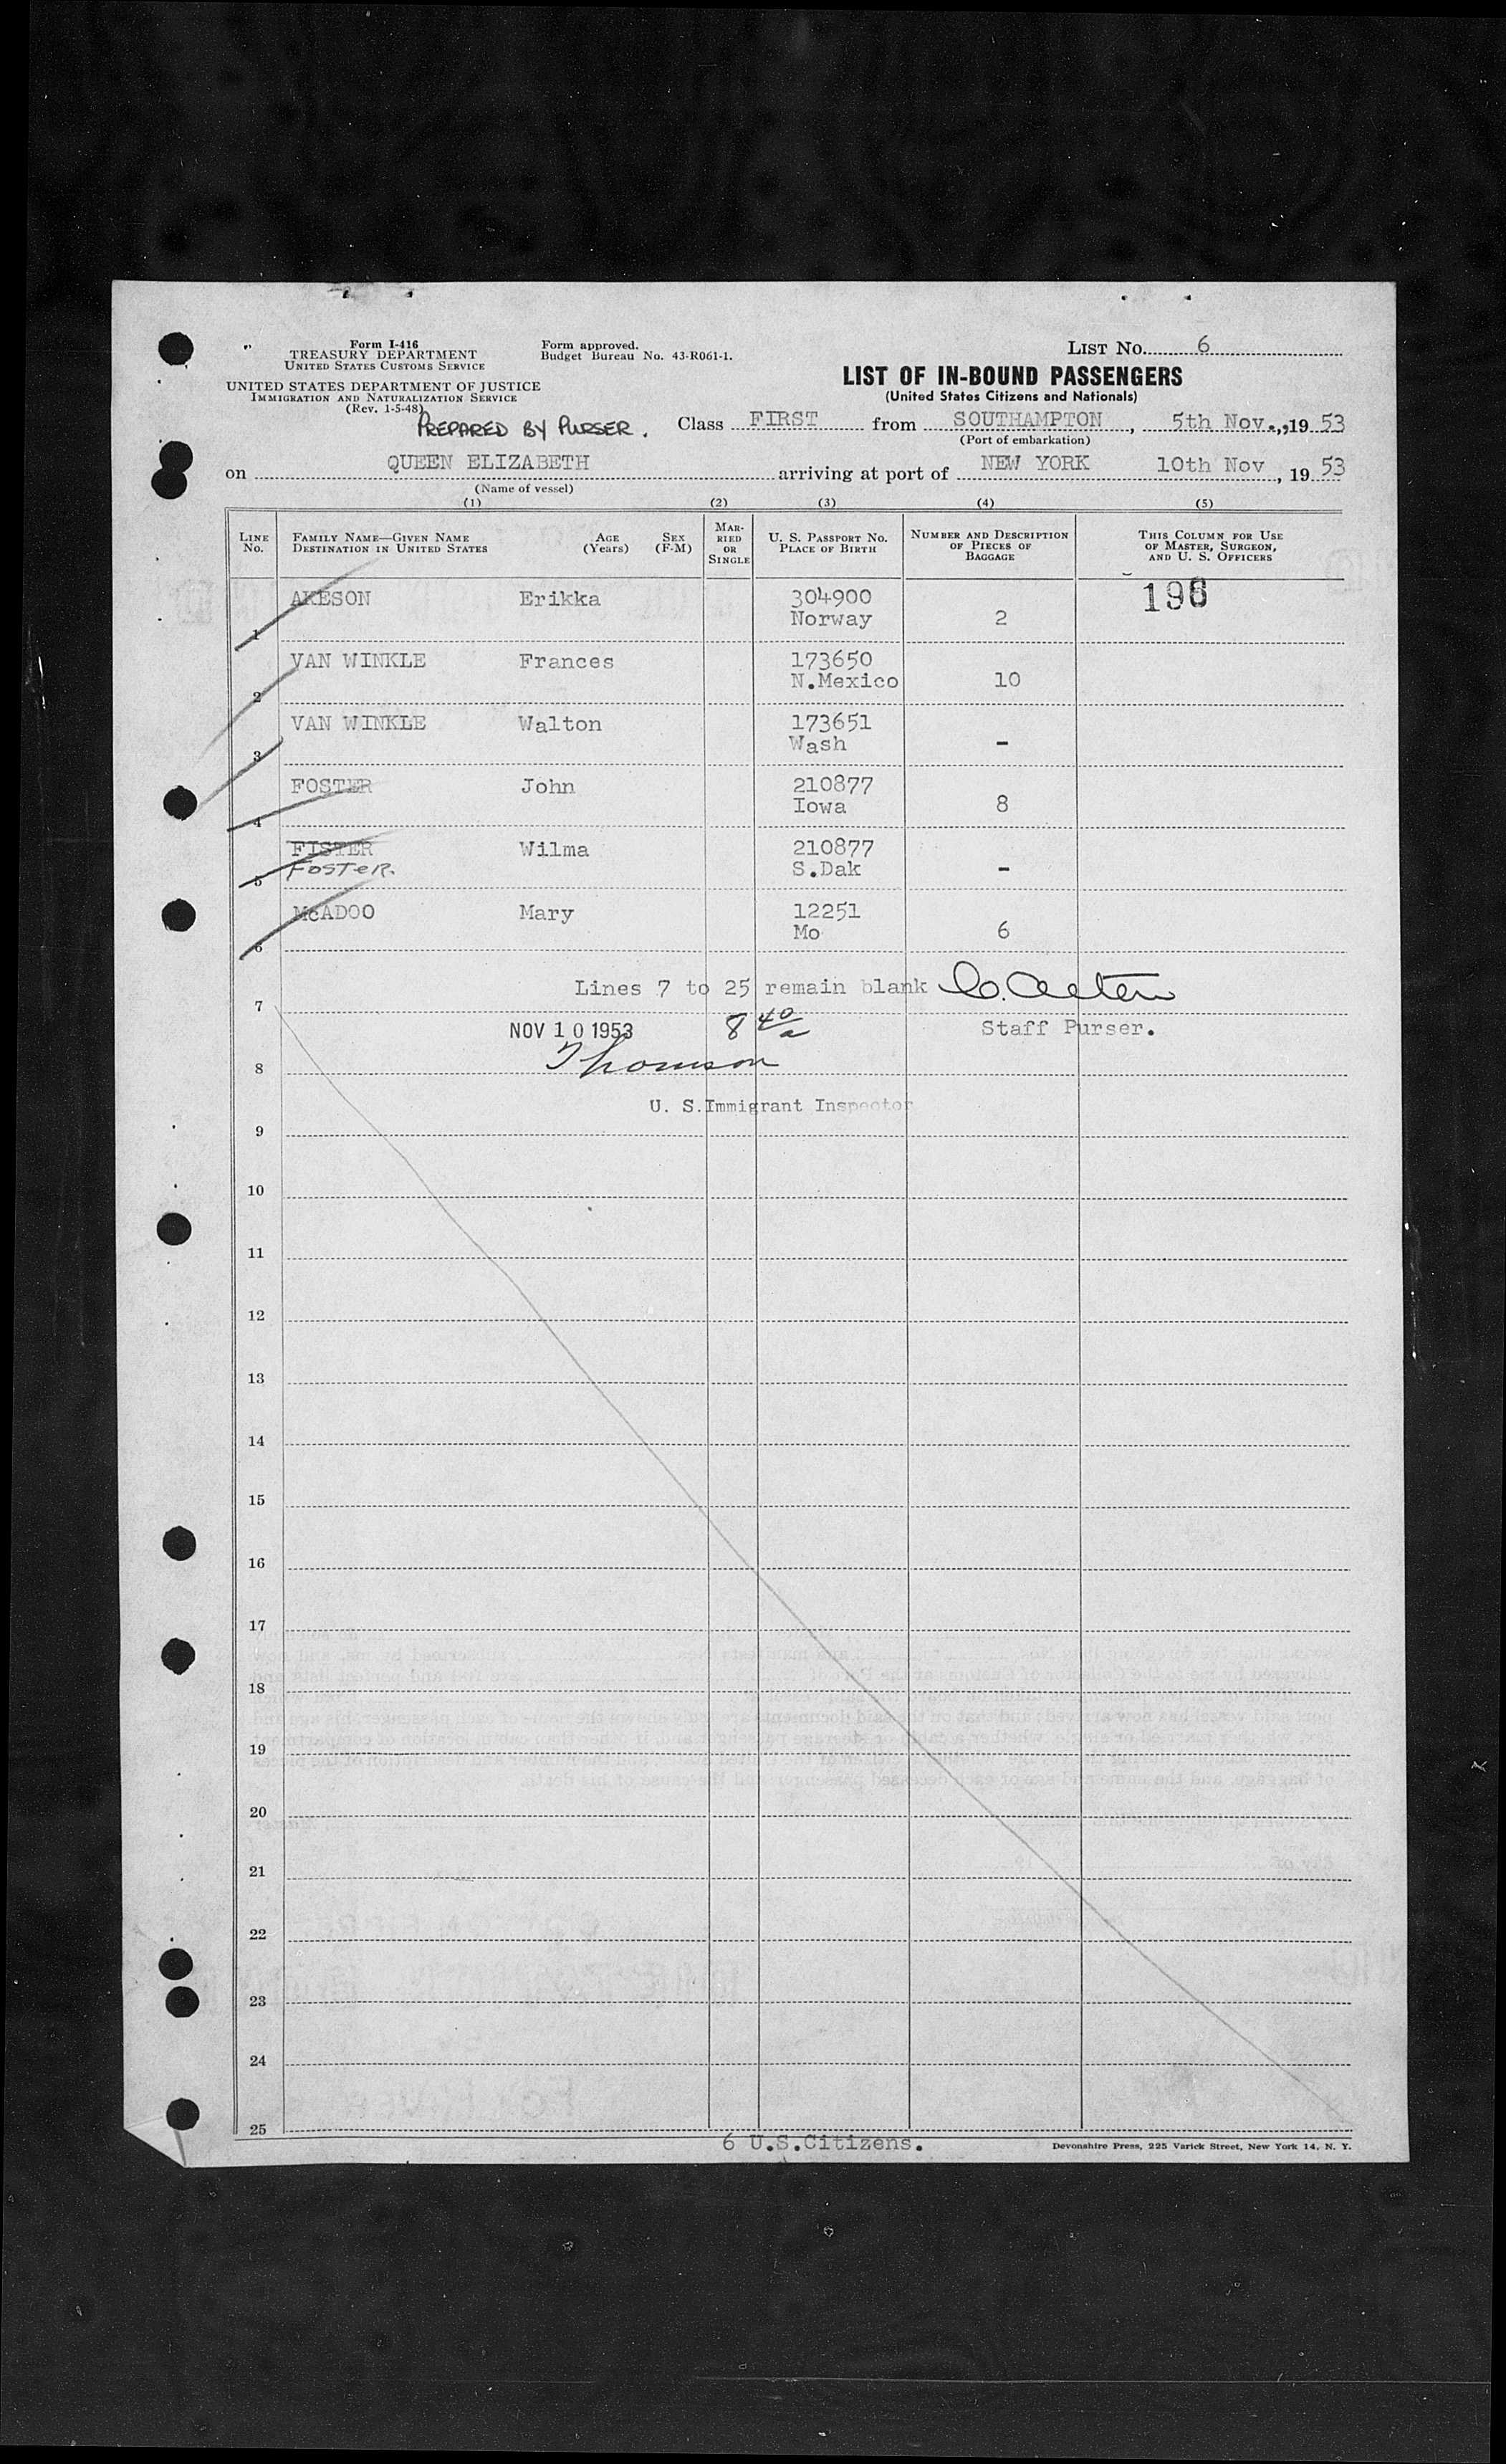 Form I-416
TREASURY DEPARTMENT
UNITED STATES CUSTOMS SERVICE
UNITED STATES DEPARTMENT OF JUSTICE
IMMIGRATION AND NATURALIZATION SERVICE
(Rev. 1-5-48)
Form approved.
Budget Bureau No. 43-R061-1.
LIST NO. 6
LIST OF IN-BOUND PASSENGERS
(United States Citizens and Nationals)
PREPARED BY PURSER.
Class FIRST from SOUTHAMPTON, 5th Nov.,,19 53
(Port of embarkation)
on QUEEN ELIZABETH arriving at port of NEW YORK 10th Nov, 19 53
(Name of vessel)
(1) (2) (3) (4) (5)
LINE NO. FAMILY NAME—GIVEN NAME DESTINATION IN UNITED STATES AGE (Years) SEX (F-M) MARRIED OR SINGLE U. S. PASSPORT NO. PLACE OF BIRTH NUMBER AND DESCRIPTION OF PIECES OF BAGGAGE THIS COLUMN FOR USE OF MASTER, SURGEON, AND U. S. OFFICERS
AKESON Erikka 304900 198
1 Norway 2
VAN WINKLE Frances 173650
2 N.Mexico 10
VAN WINKLE Walton 173651
3 Wash -
FOSTER John 210877
4 Iowa 8
FISTER Wilma 210877
5 FOSTER. S.Dak -
McADOO Mary 12251
6 Mo 6
Lines 7 to 25 remain blank
7
NOV 10 1953 8 40/a Staff Purser.
Thomson
8
U. S. Immigrant Inspector
9
10
11
12
13
14
15
16
17
18
19
20
21
22
23
24
25
6 U.S.Citizens.
Devonshire Press, 225 Varick Street, New York 14, N. Y.